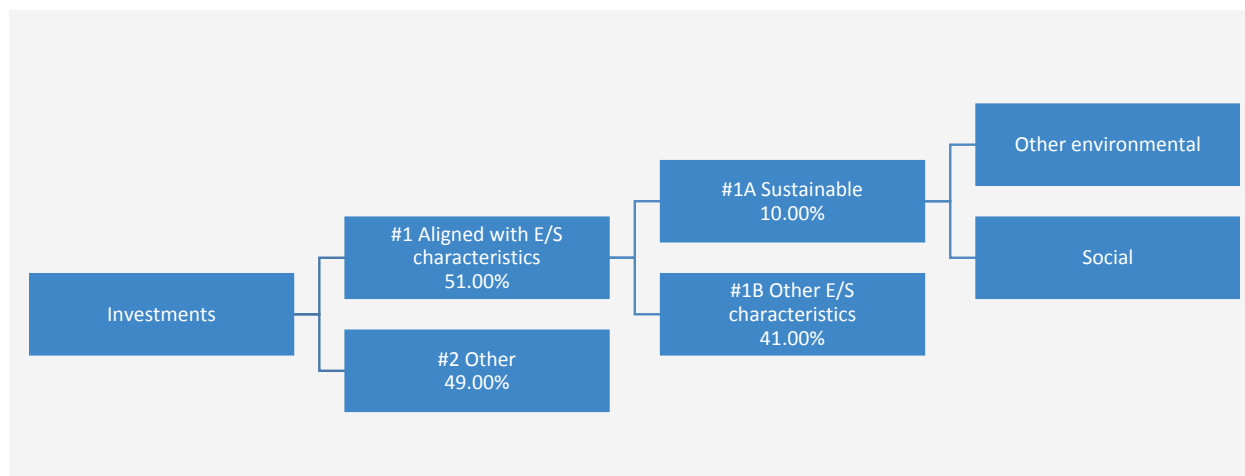 Investments
#1 Aligned with E/S
characteristics
51.00%
#2 Other
49.00%
#1A Sustainable
10.00%
#1B Other E/S
characteristics
41.00%
Other environmental
Social